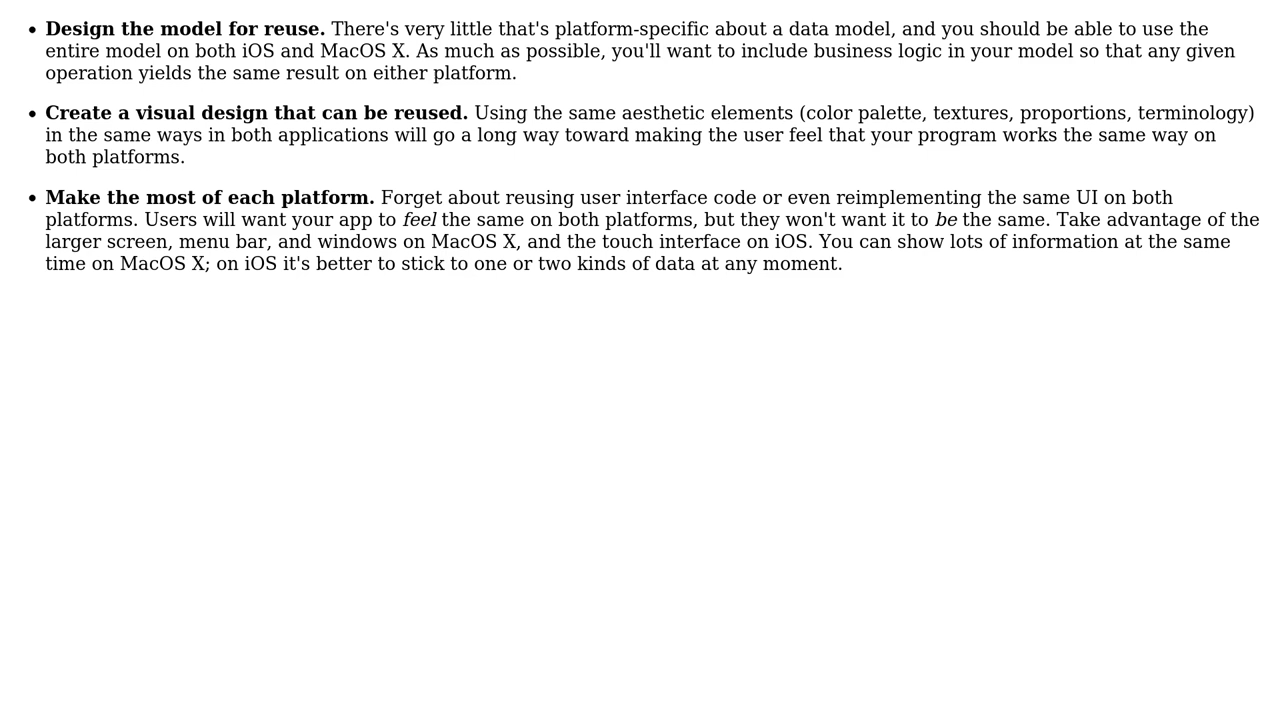 • Design the model for reuse. There's very little that's platform-specific about a data model, and you should be able to use the
entire model on both iOS and MacOS X. As much as possible, you'll want to include business logic in your model so that any given
operation yields the same result on either platform.
• Create a visual design that can be reused. Using the same aesthetic elements (color palette, textures, proportions, terminology)
in the same ways in both applications will go a long way toward making the user feel that your program works the same way on
both platforms.
• Make the most of each platform. Forget about reusing user interface code or even reimplementing the same UI on both
platforms. Users will want your app to feel the same on both platforms, but they won't want it to be the same. Take advantage of the
larger screen, menu bar, and windows on MacOS X, and the touch interface on iOS. You can show lots of information at the same
time on MacOS X; on iOS it's better to stick to one or two kinds of data at any moment.